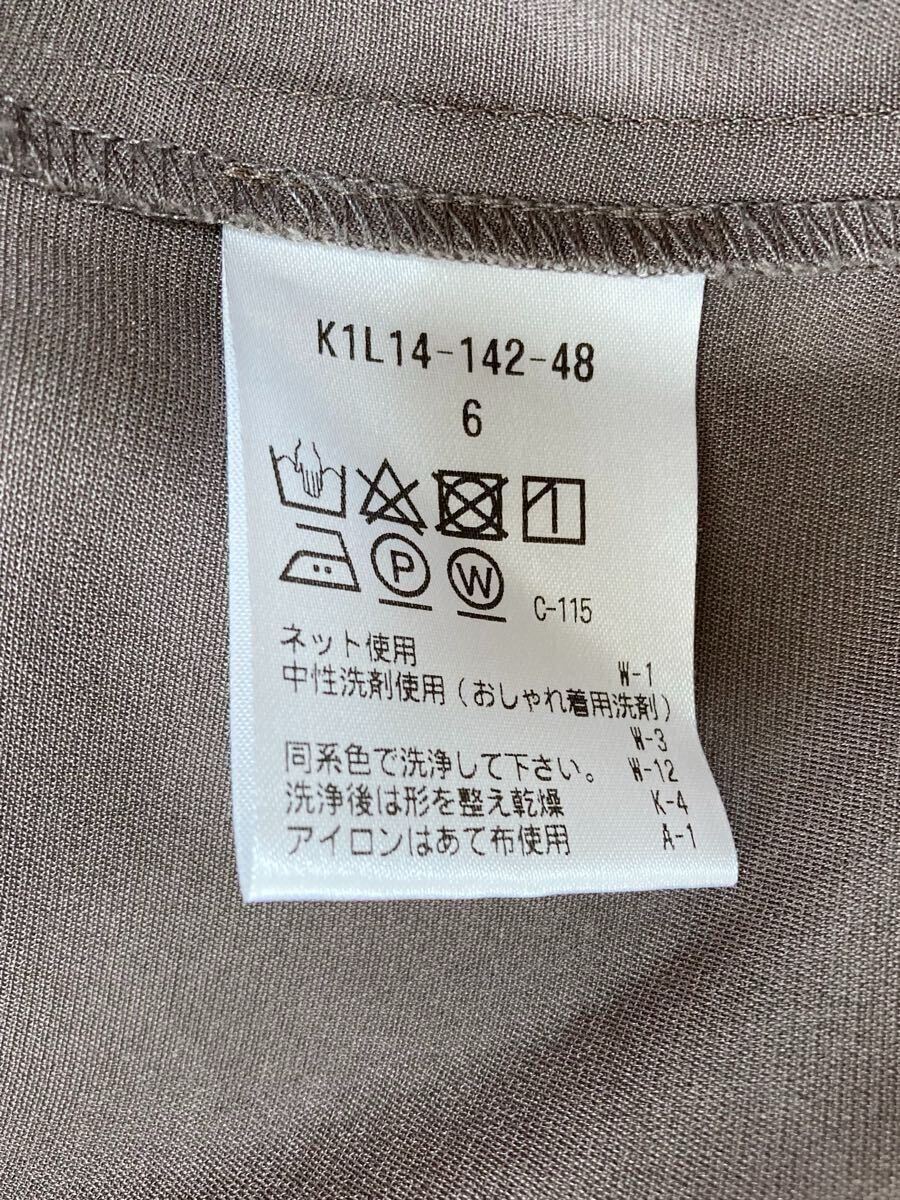 K1L14-142-48
6
P W C-115
ネット使用 W-1
中性洗剤使用(おしゃれ着用洗剤)
W-3
同系色で洗浄して下さい。 W-12
洗浄後は形を整え乾燥 K-4
アイロンはあて布使用 A-1